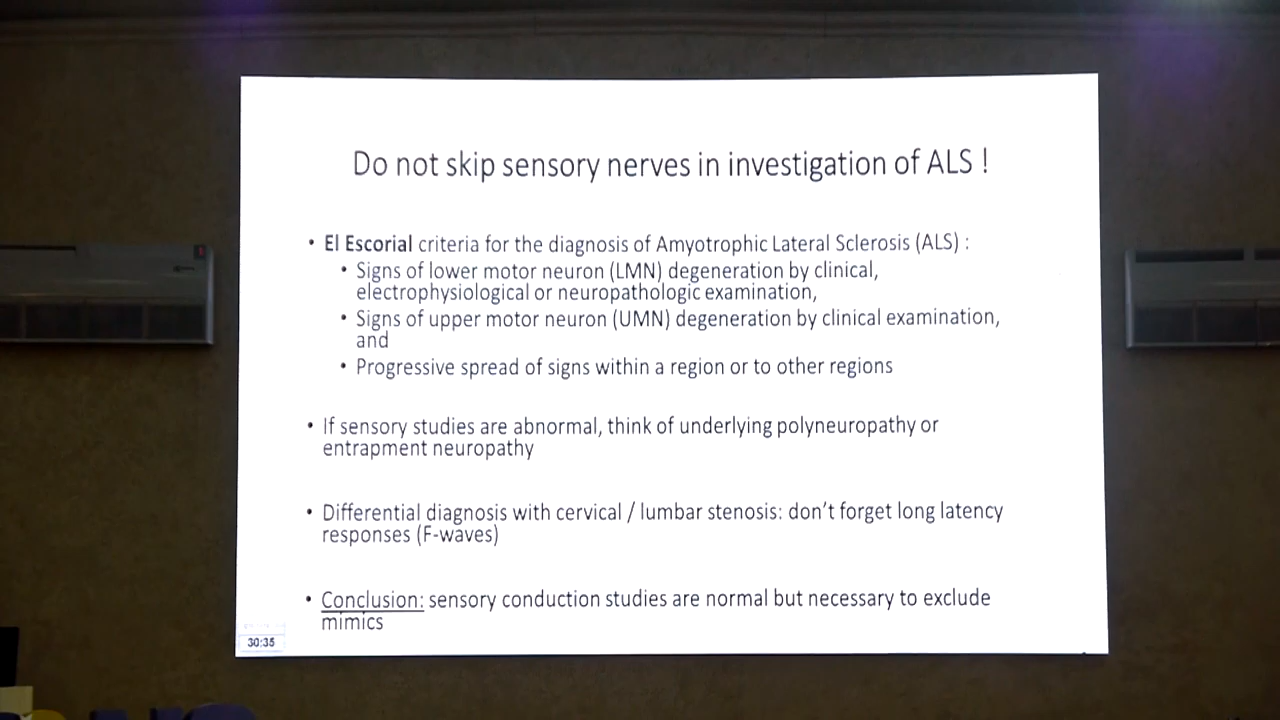 Do not skip sensory nerves in investigation of ALS !
• El Escorial criteria for the diagnosis of Amyotrophic Lateral Sclerosis (ALS) :
• Signs of lower motor neuron (LMN) degeneration by clinical,
electrophysiological or neuropathologic examination,
• Signs of upper motor neuron (UMN) degeneration by clinical examination,
and
• Progressive spread of signs within a region or to other regions
• If sensory studies are abnormal, think of underlying polyneuropathy or
entrapment neuropathy
• Differential diagnosis with cervical / lumbar stenosis: don't forget long latency
responses (F-waves)
• Conclusion: sensory conduction studies are normal but necessary to exclude
mimics
30:35